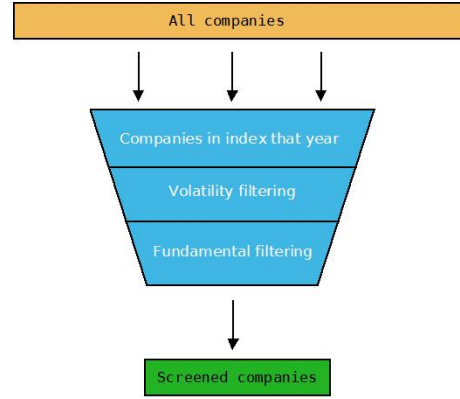 All companies
Companies in index that year
Volatility filtering
Fundamental filtering
Screened companies